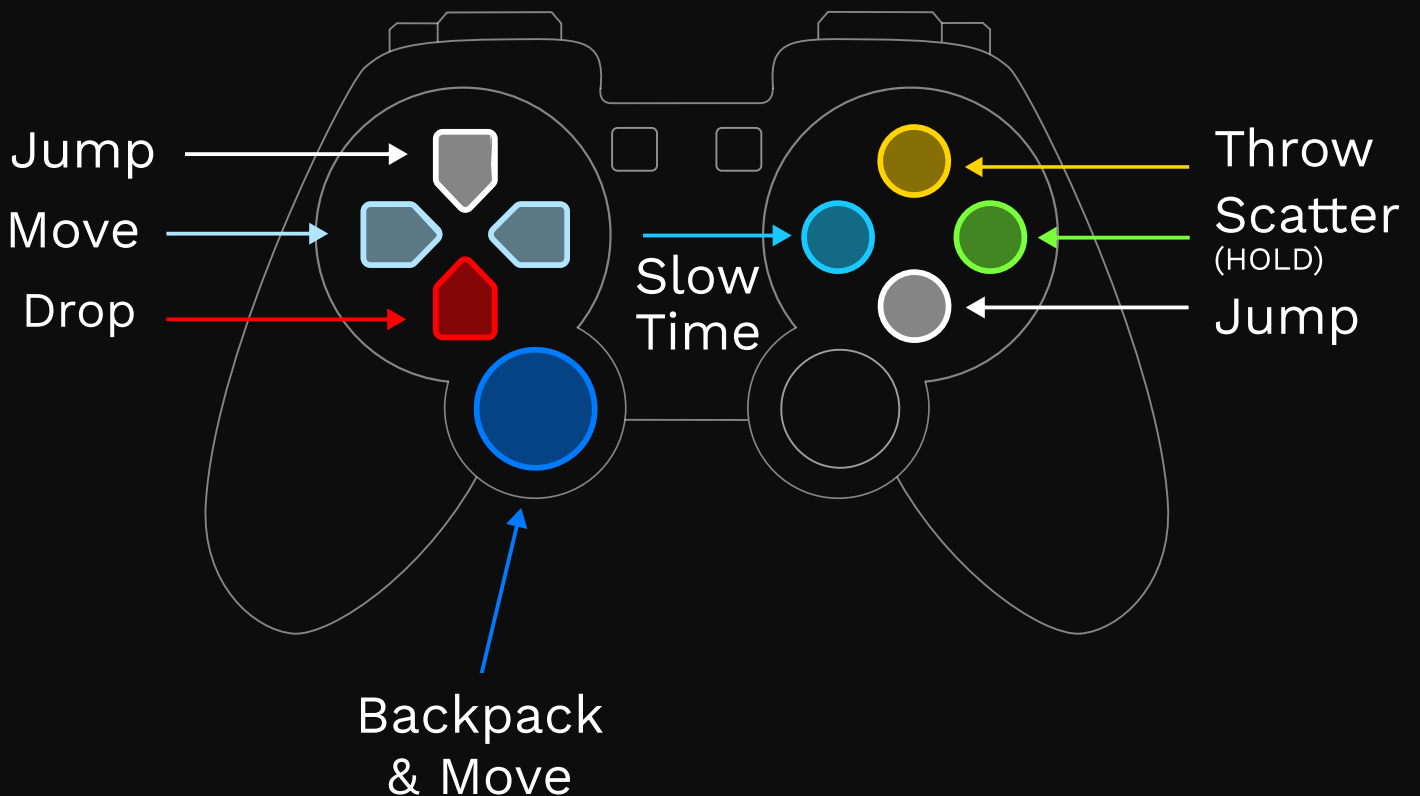 Jump
Move
Drop
Slow
Time
Throw
Scatter
(HOLD)
Jump
Backpack
& Move